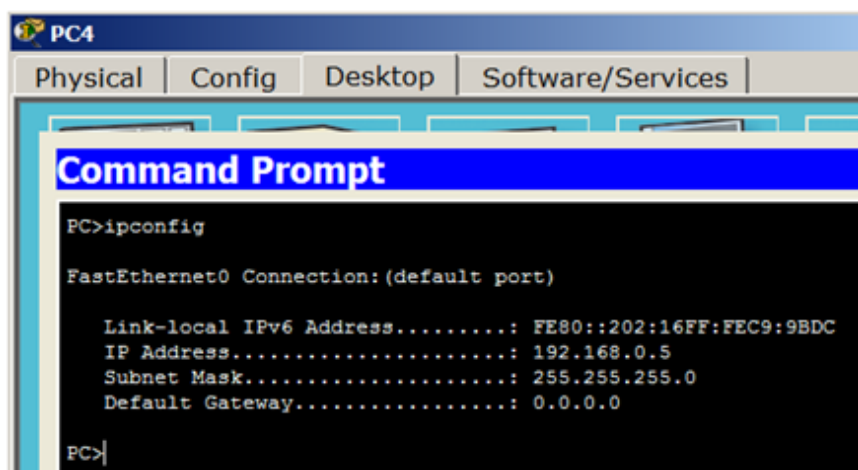 PC4
Physical Config Desktop Software/Services
Command Prompt
PC>ipconfig
FastEthernet0 Connection:(default port)
Link-local IPv6 Address.........: FE80::202:16FF:FEC9:9BDC
IP Address......................: 192.168.0.5
Subnet Mask.....................: 255.255.255.0
Default Gateway.................: 0.0.0.0
PC>